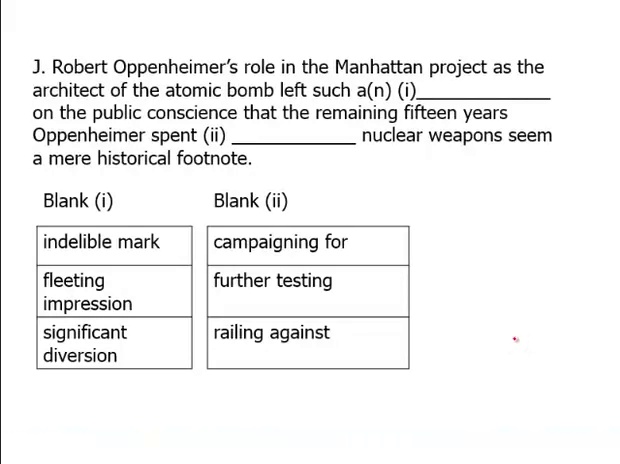 J. Robert Oppenheimer's role in the Manhattan project as the
architect of the atomic bomb left such a(n) (i)______________
on the public conscience that the remaining fifteen years
Oppenheimer spent (ii) _____________ nuclear weapons seem
a mere historical footnote.
Blank (i) Blank (ii)
indelible mark campaigning for
fleeting further testing
impression
significant railing against
diversion